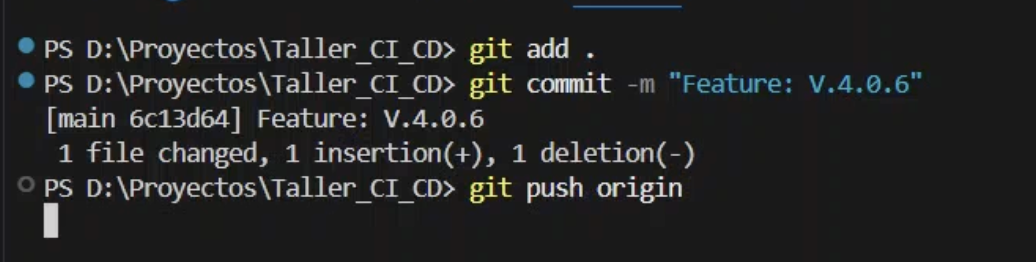 PS D:\Proyectos\Taller_CI_CD> git add .
PS D:\Proyectos\Taller_CI_CD> git commit -m "Feature: V.4.0.6"
[main 6c13d64] Feature: V.4.0.6
 1 file changed, 1 insertion(+), 1 deletion(-)
PS D:\Proyectos\Taller_CI_CD> git push origin